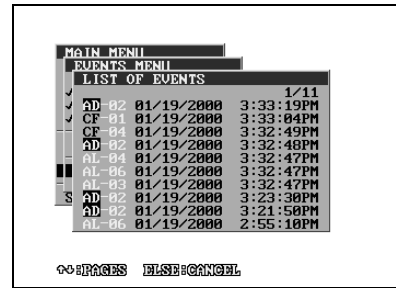 MAIN MENU
EVENTS MENU
LIST OF EVENTS
1/11
AD-02 01/19/2000 3:33:19PM
CF-01 01/19/2000 3:33:04PM
CF-04 01/19/2000 3:32:49PM
AD-02 01/19/2000 3:32:48PM
AL-04 01/19/2000 3:32:47PM
AL-06 01/19/2000 3:32:47PM
AL-03 01/19/2000 3:32:47PM
AD-02 01/19/2000 3:23:30PM
AD-02 01/19/2000 3:21:50PM
AL-06 01/19/2000 2:55:10PM
S
↶↷:PAGES ELSE:CANCEL